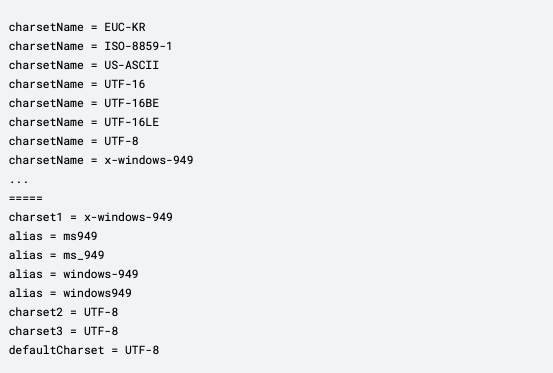 charsetName = EUC-KR
charsetName = ISO-8859-1
charsetName = US-ASCII
charsetName = UTF-16
charsetName = UTF-16BE
charsetName = UTF-16LE
charsetName = UTF-8
charsetName = x-windows-949
...
=====
charset1 = x-windows-949
alias = ms949
alias = ms_949
alias = windows-949
alias = windows949
charset2 = UTF-8
charset3 = UTF-8
defaultCharset = UTF-8